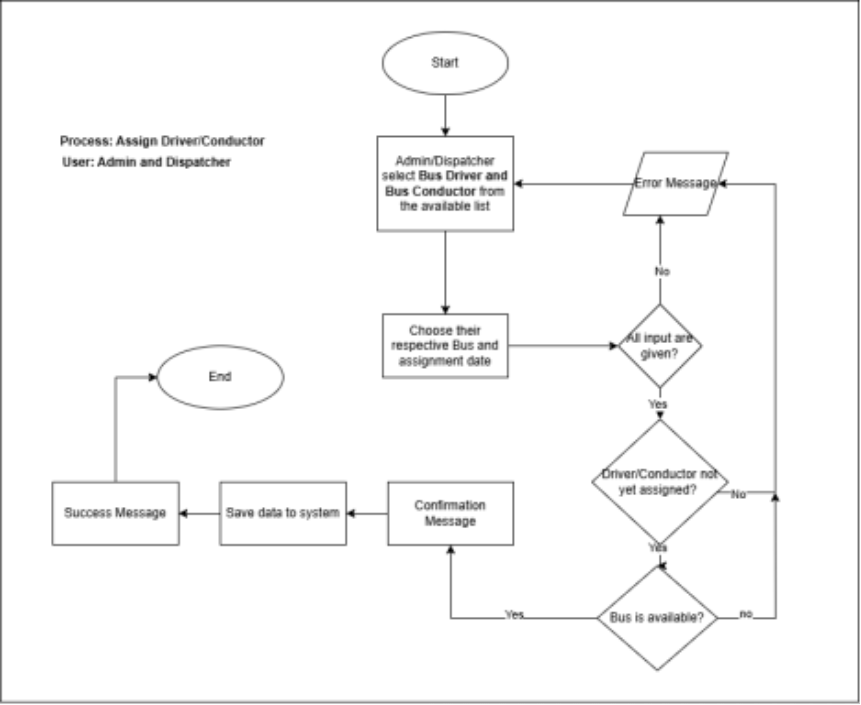 Start
Process: Assign Driver/Conductor
User: Admin and Dispatcher
Admin/Dispatcher
select Bus Driver and
Bus Conductor from
the available list
Error Message
No
Choose their
respective Bus and
assignment date
All input are
given?
Yes
End
Driver/Conductor not
yet assigned?
No
Success Message
Save data to system
Confirmation
Message
Yes
Bus is available?
no
Yes